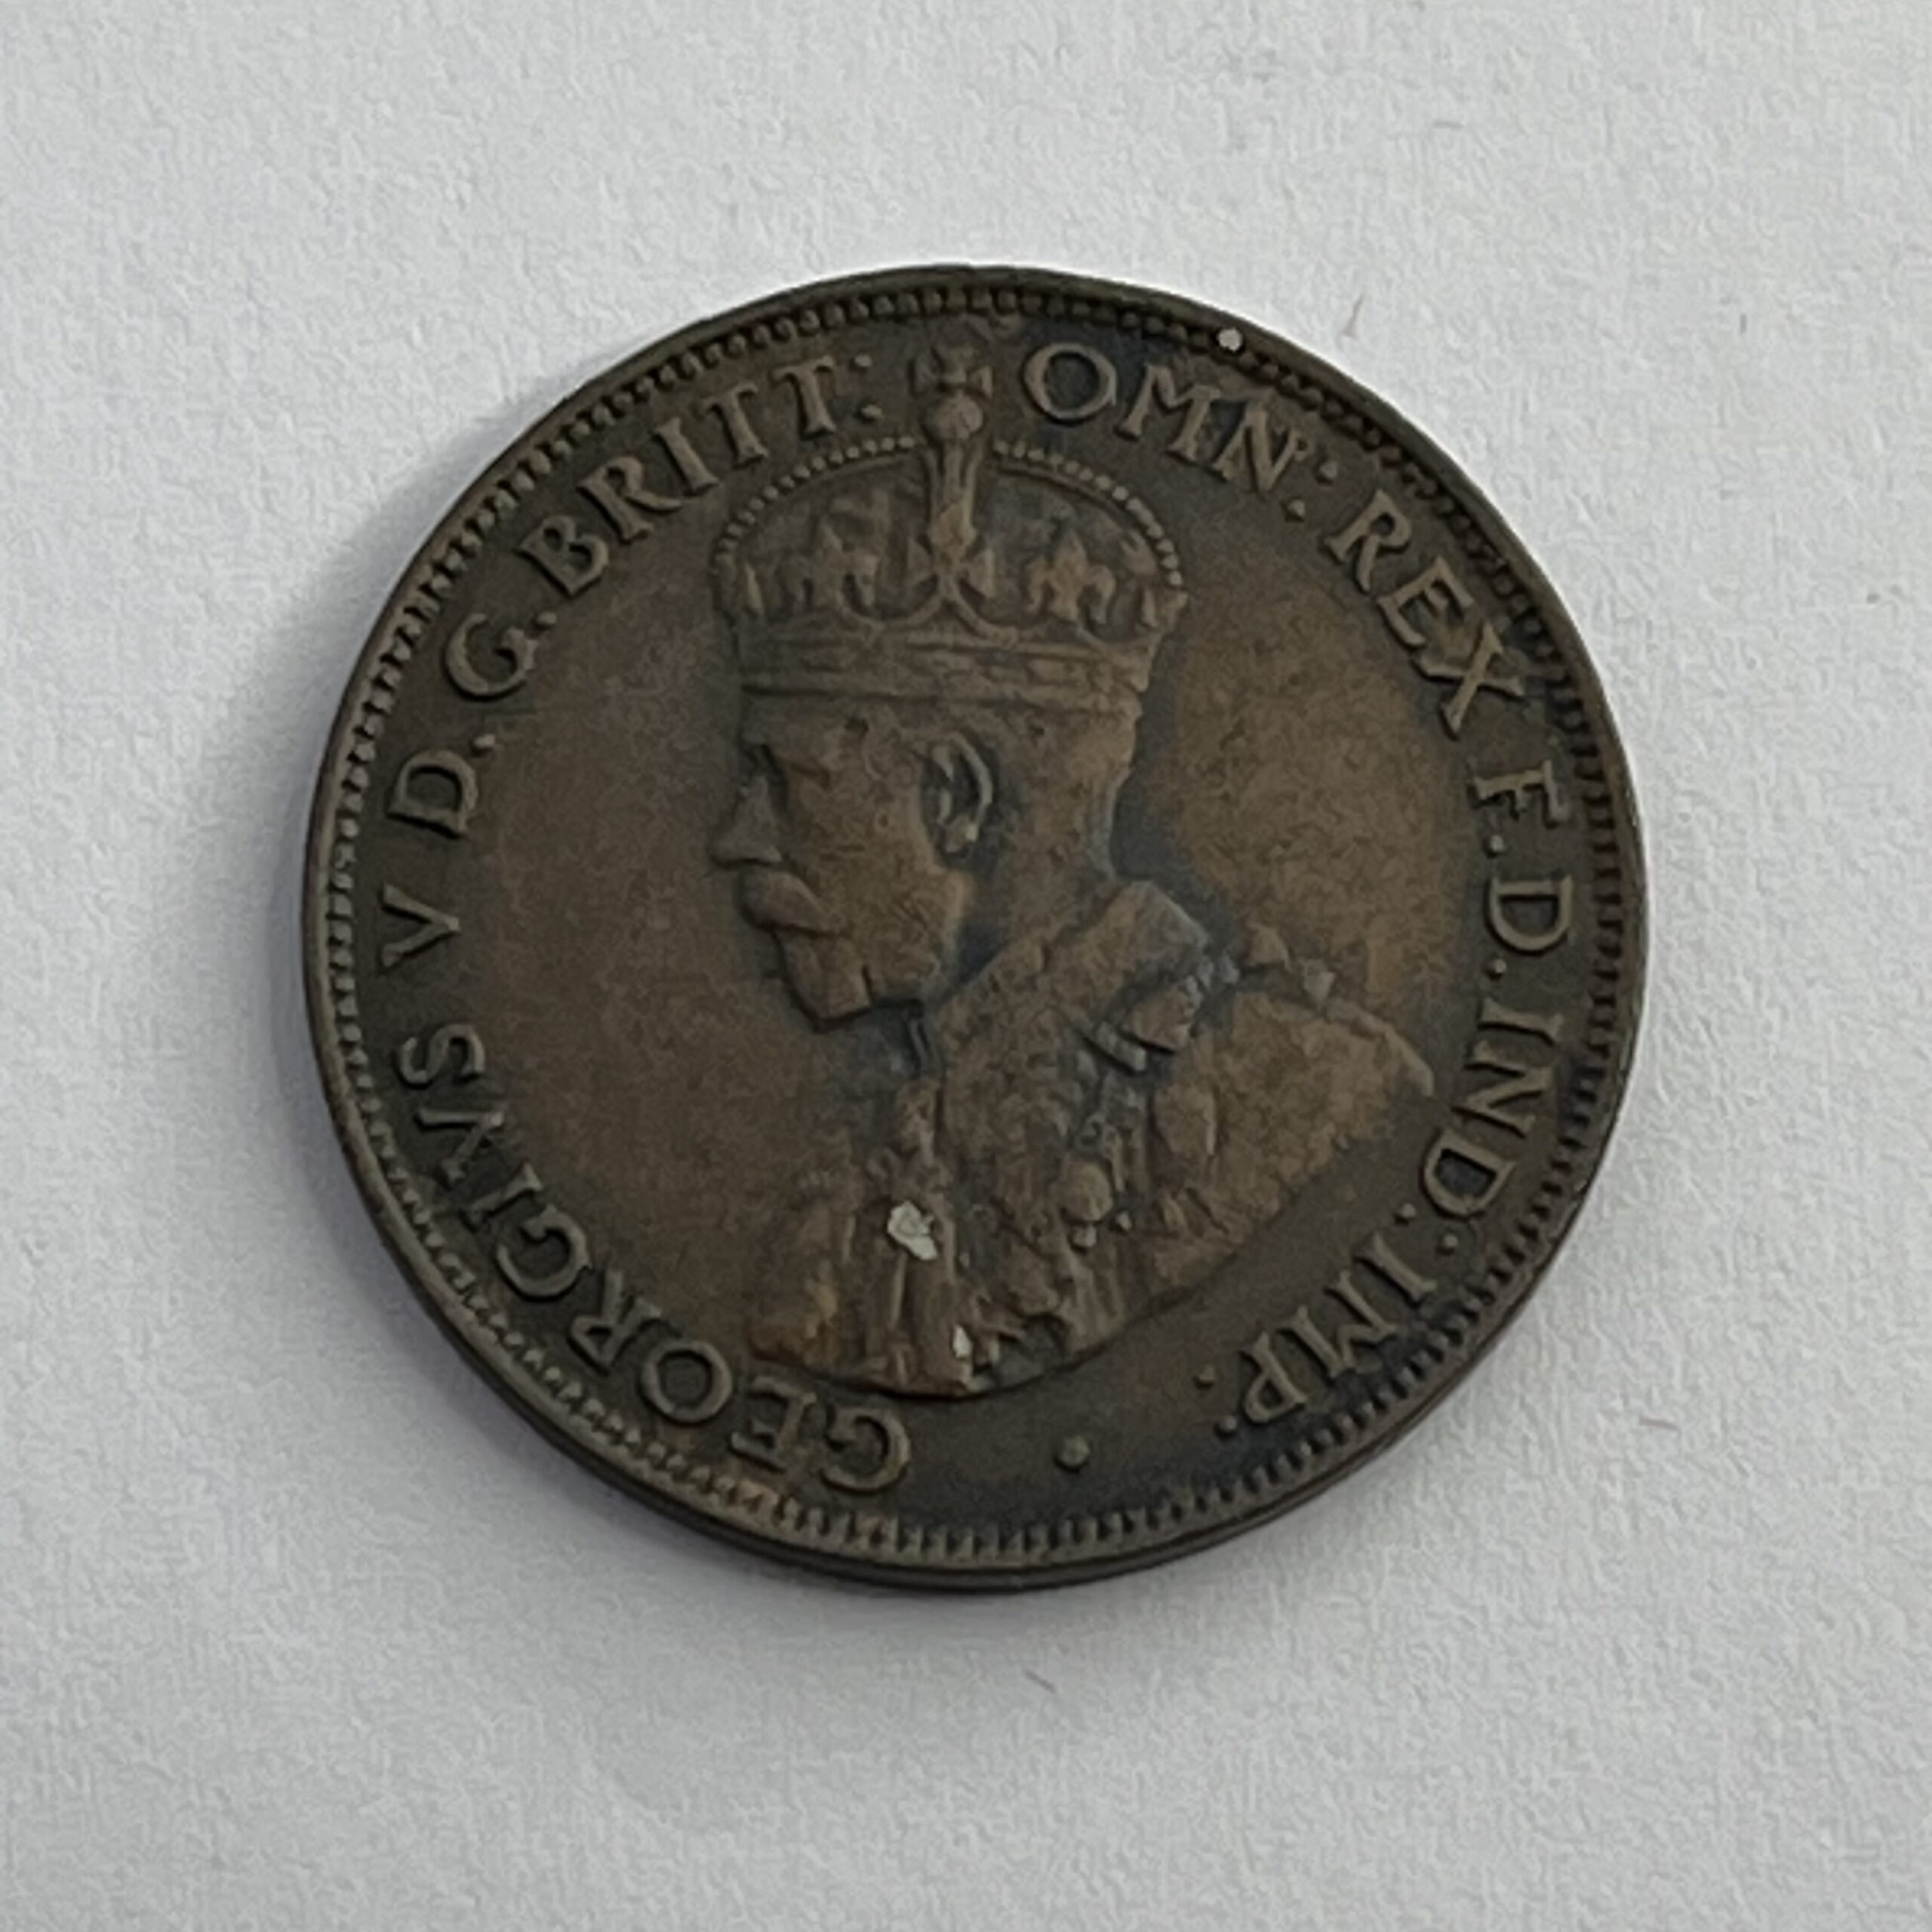 GEORGIVS V D.G.BRITT: OMN: REX F.D.IND:IMP: